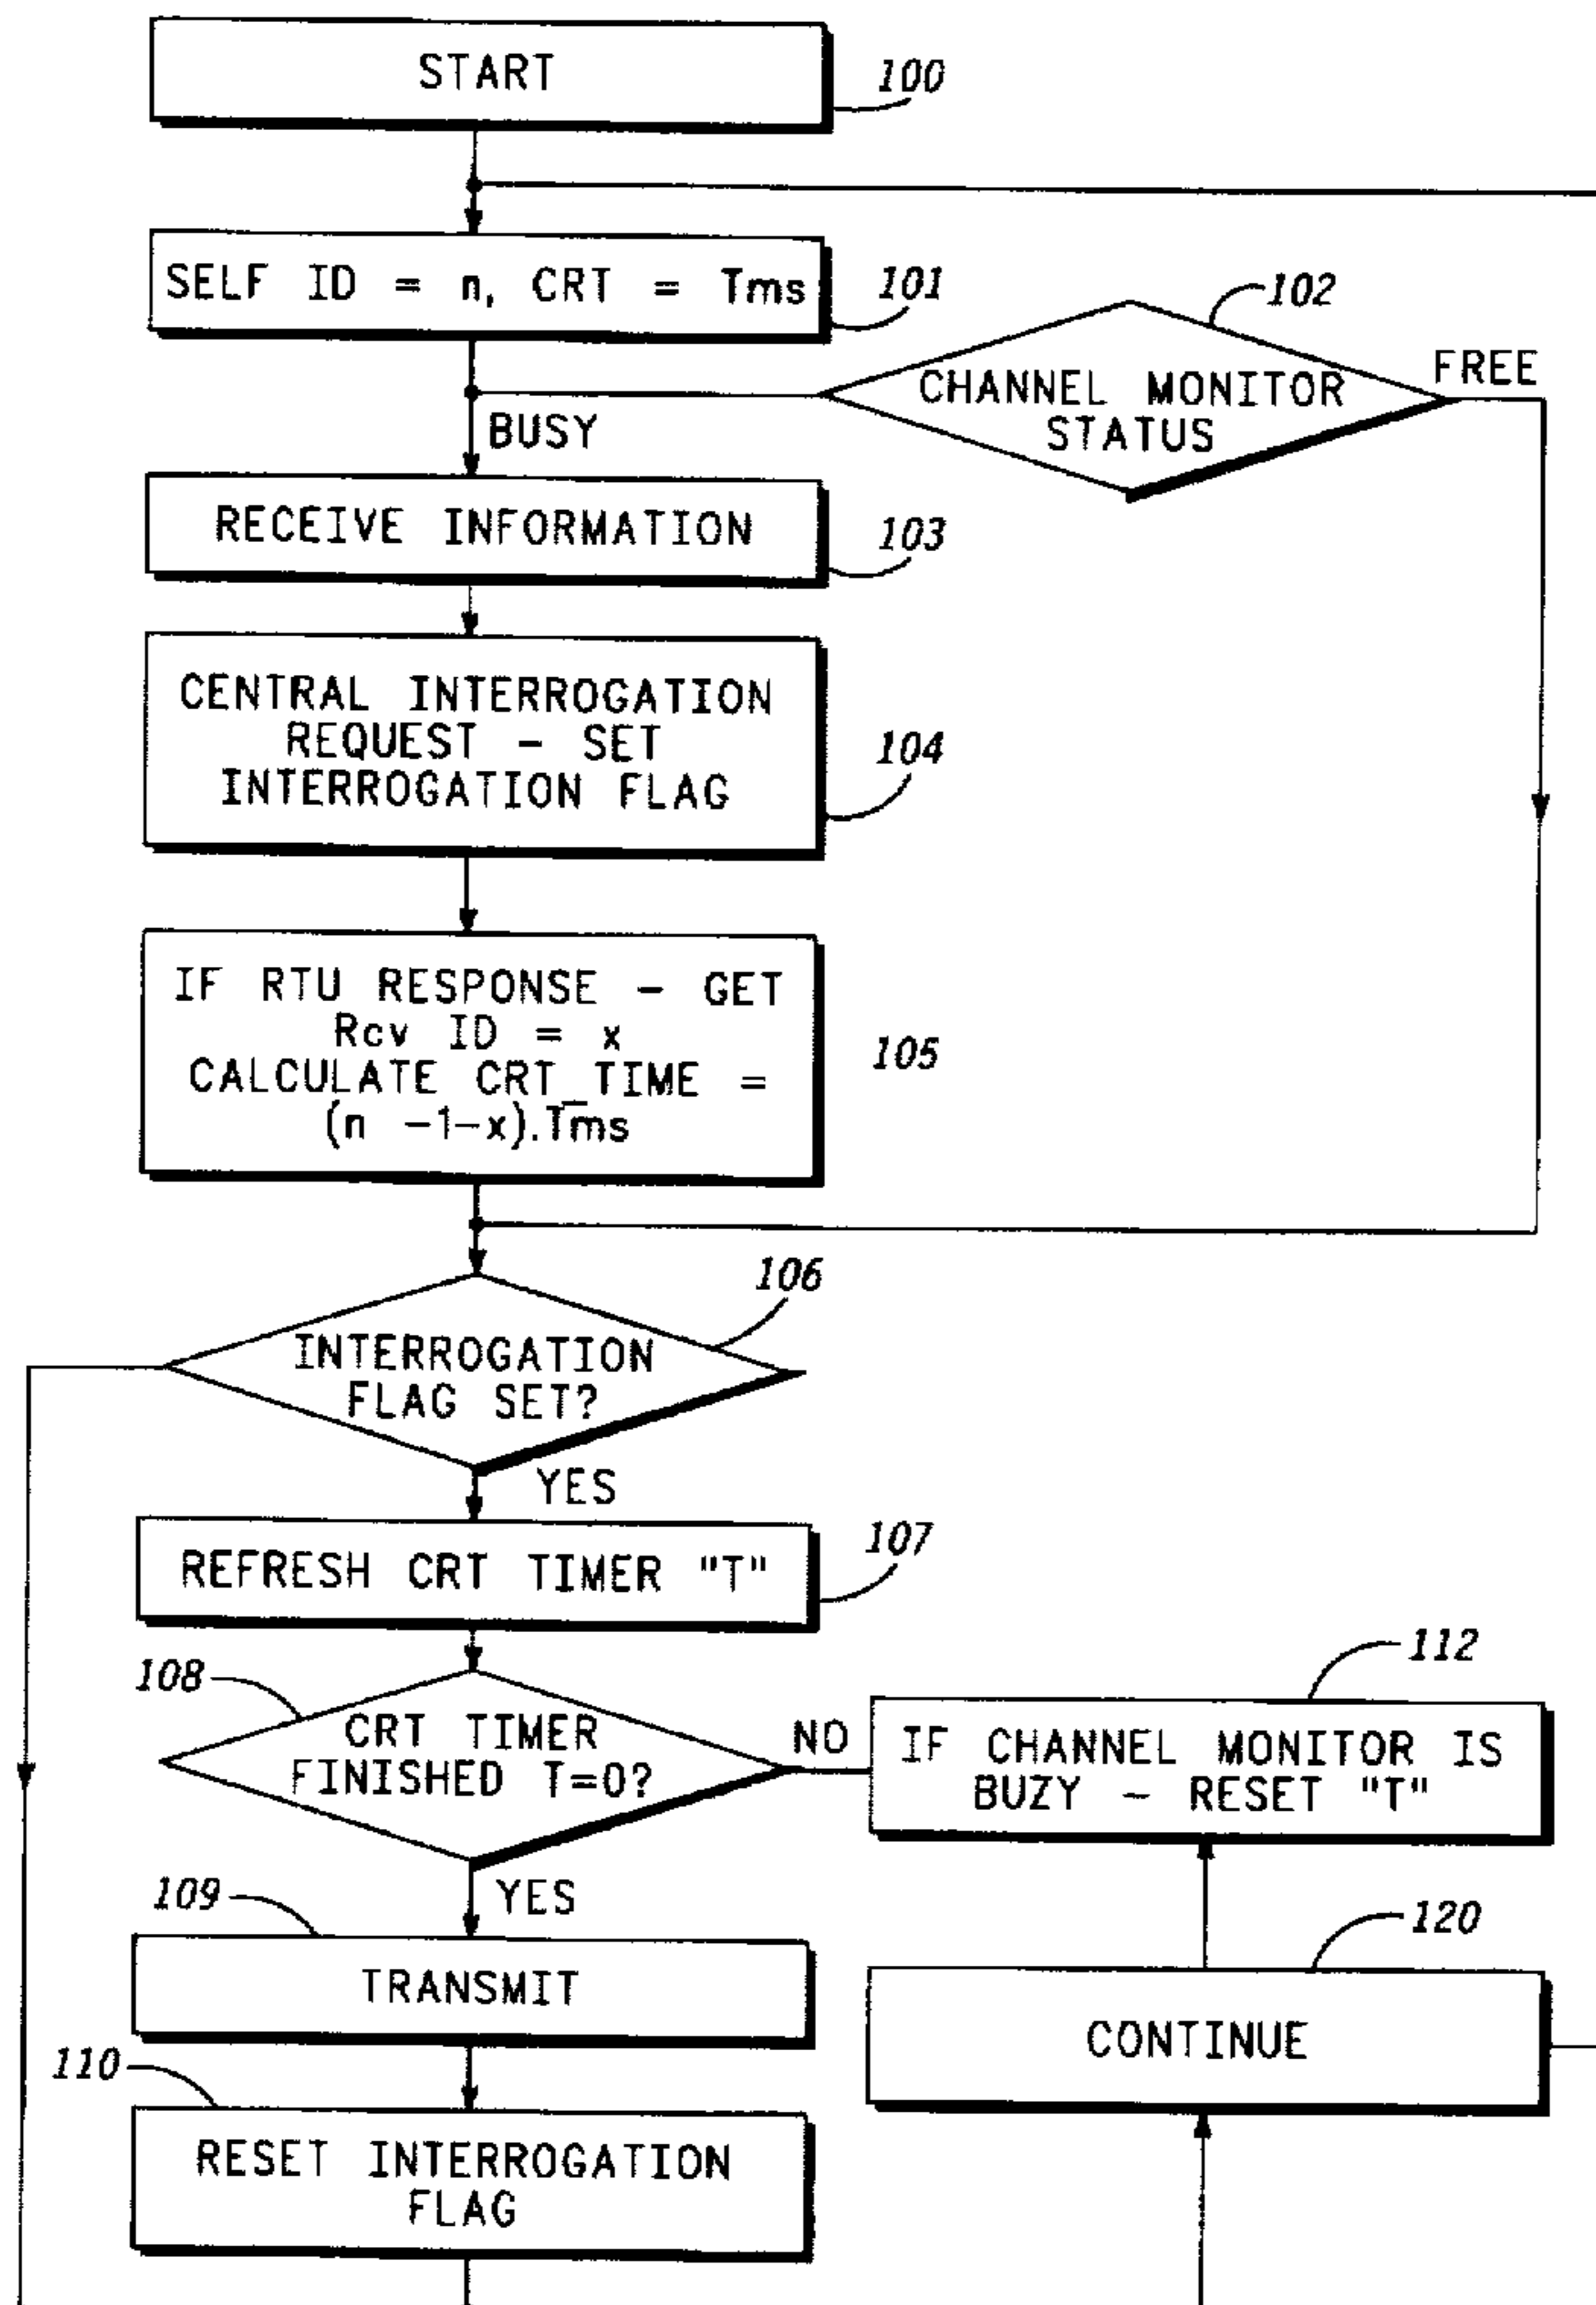 START
100
SELF ID = n, CRT = Tms
101
102
CHANNEL MONITOR
STATUS
FREE
BUSY
RECEIVE INFORMATION
103
CENTRAL INTERROGATION
REQUEST - SET
INTERROGATION FLAG
104
IF RTU RESPONSE - GET
Rcv ID = x
CALCULATE CRT_TIME =
(n -1-x).Tms
105
106
INTERROGATION
FLAG SET?
YES
REFRESH CRT TIMER "T"
107
108
CRT TIMER
FINISHED T=0?
NO
112
IF CHANNEL MONITOR IS
BUZY - RESET "T"
YES
109
TRANSMIT
120
CONTINUE
110
RESET INTERROGATION
FLAG